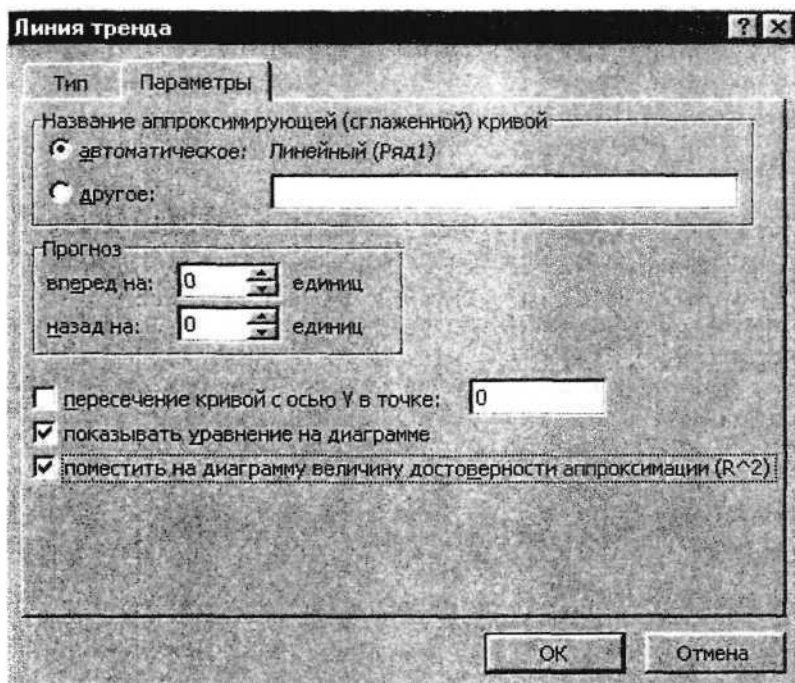 Линия тренда
Тип Параметры
Название аппроксимирующей (сглаженной) кривой
автоматическое: Линейный (Ряд1)
другое:
Прогноз
вперед на: 0 единиц
назад на: 0 единиц
пересечение кривой с осью Y в точке: 0
показывать уравнение на диаграмме
поместить на диаграмму величину достоверности аппроксимации (R^2)
ОК Отмена